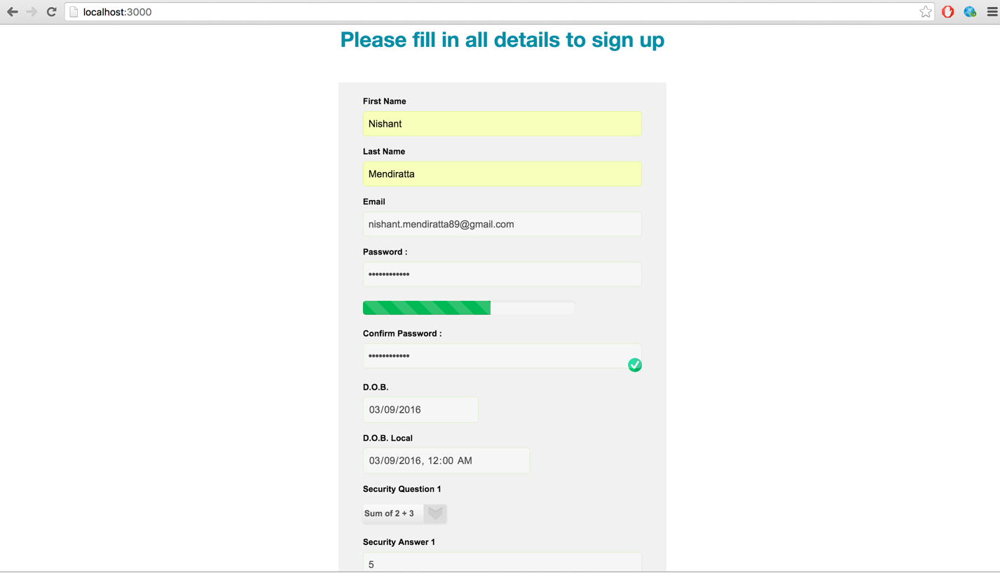 localhost:3000
Please fill in all details to sign up
First Name
Nishant
Last Name
Mendiratta
Email
nishant.mendiratta89@gmail.com
Password :
••••••••••••
Confirm Password :
••••••••••••
D.O.B.
03/09/2016
D.O.B. Local
03/09/2016, 12:00 AM
Security Question 1
Sum of 2 + 3
Security Answer 1
5